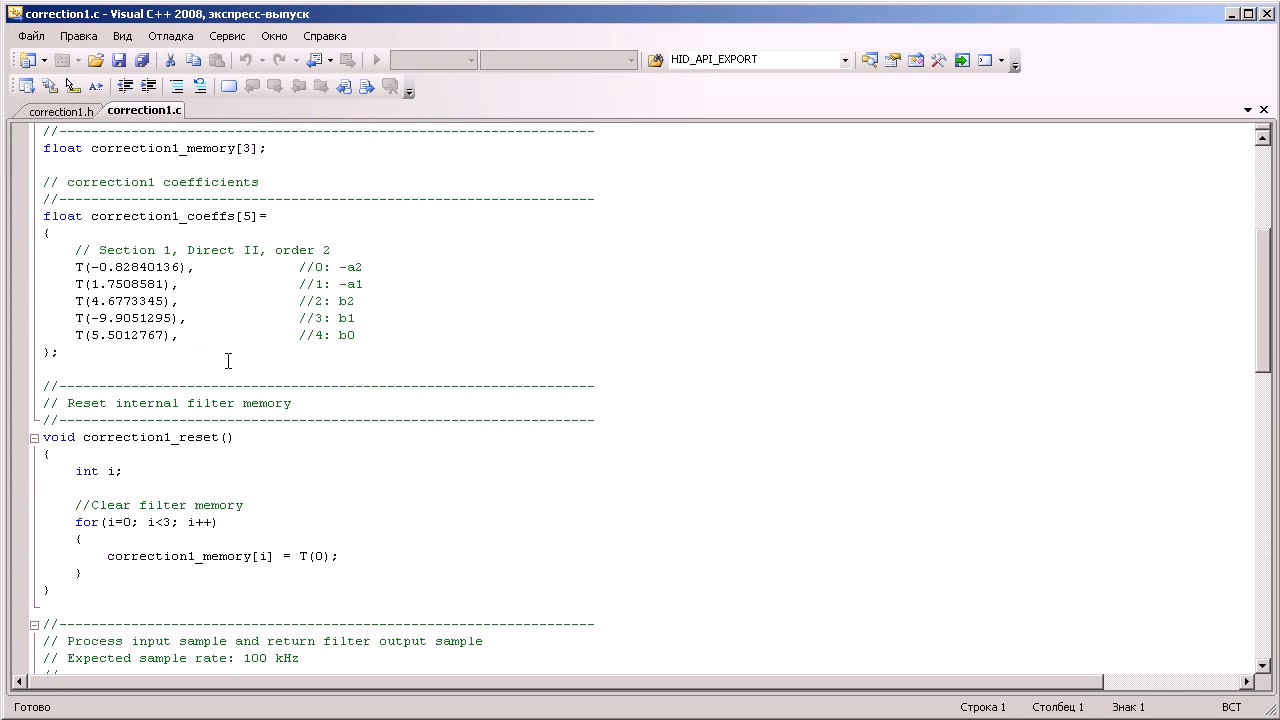 correction1.c - Visual C++ 2008, экспресс-выпуск
Файл Правка Вид Отладка Сервис Окно Справка
HID_API_EXPORT
correction1.h correction1.c
//-------------------------------------------------------------------
float correction1_memory[3];
// correction1 coefficients
//-------------------------------------------------------------------
float correction1_coeffs[5]=
{
// Section 1, Direct II, order 2
T(-0.82840136), //0: -a2
T(1.7508581), //1: -a1
T(4.6773345), //2: b2
T(-9.9051295), //3: b1
T(5.5012767), //4: b0
};
//-------------------------------------------------------------------
// Reset internal filter memory
//-------------------------------------------------------------------
void correction1_reset()
{
int i;
//Clear filter memory
for(i=0; i<3; i++)
{
correction1_memory[i] = T(0);
}
}
//-------------------------------------------------------------------
// Process input sample and return filter output sample
// Expected sample rate: 100 kHz
Готово Строка 1 Столбец 1 Знак 1 ВСТ